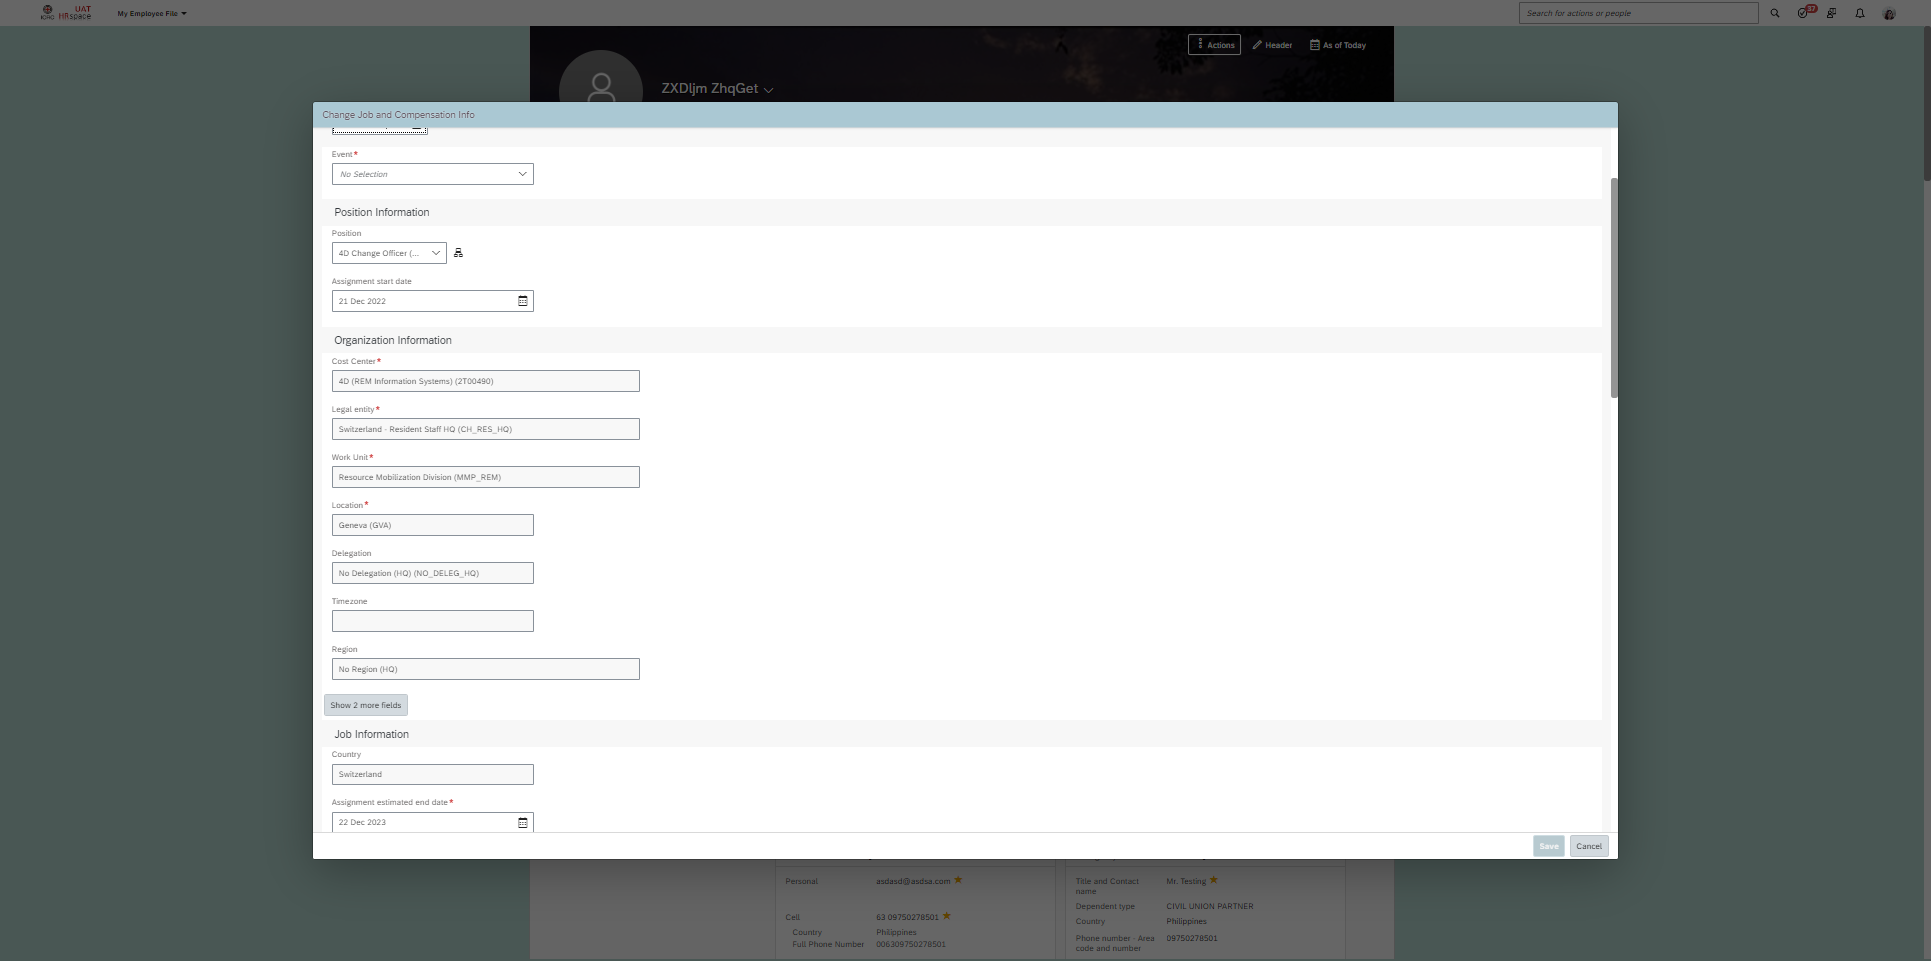 ICRC
UAT
HRspace
My Employee File
Search for actions or people
37
Actions
Header
As of Today
ZXDljm ZhqGet
Change Job and Compensation Info
Event*
No Selection
Position Information
Position
4D Change Officer (...
Assignment start date
21 Dec 2022
Organization Information
Cost Center*
4D (REM Information Systems) (2T00490)
Legal entity*
Switzerland - Resident Staff HQ (CH_RES_HQ)
Work Unit*
Resource Mobilization Division (MMP_REM)
Location*
Geneva (GVA)
Delegation
No Delegation (HQ) (NO_DELEG_HQ)
Timezone
Region
No Region (HQ)
Show 2 more fields
Job Information
Country
Switzerland
Assignment estimated end date*
22 Dec 2023
Save
Cancel
Personal
asdasd@asdsa.com
Cell
63 09750278501
Country
Philippines
Full Phone Number
006309750278501
Title and Contact
name
Mr. Testing
Dependent type
CIVIL UNION PARTNER
Country
Philippines
Phone number - Area
code and number
09750278501